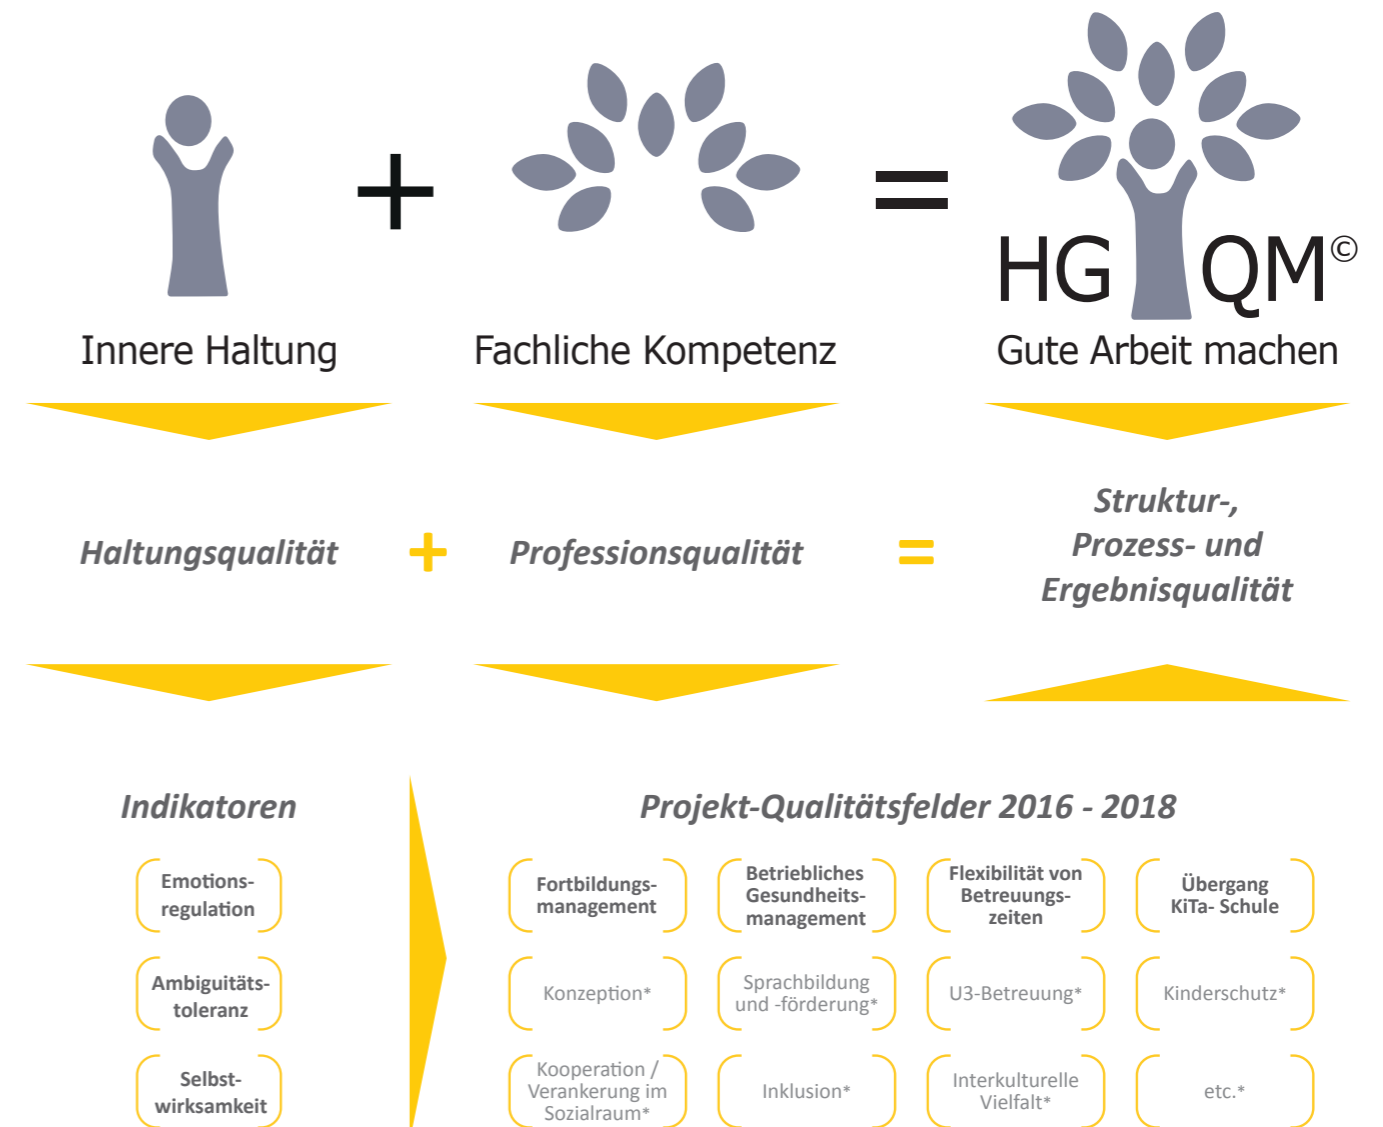 +
=
HG QM©
Innere Haltung
Fachliche Kompetenz
Gute Arbeit machen
Haltungsqualität
+
Professionsqualität
=
Struktur-,
Prozess- und
Ergebnisqualität
Indikatoren
Emotions-
regulation
Ambiguitäts-
toleranz
Selbst-
wirksamkeit
Projekt-Qualitätsfelder 2016 - 2018
Fortbildungs-
management
Betriebliches
Gesundheits-
management
Flexibilität von
Betreuungs-
zeiten
Übergang
KiTa- Schule
Konzeption*
Sprachbildung
und -förderung*
U3-Betreuung*
Kinderschutz*
Kooperation /
Verankerung im
Sozialraum*
Inklusion*
Interkulturelle
Vielfalt*
etc.*